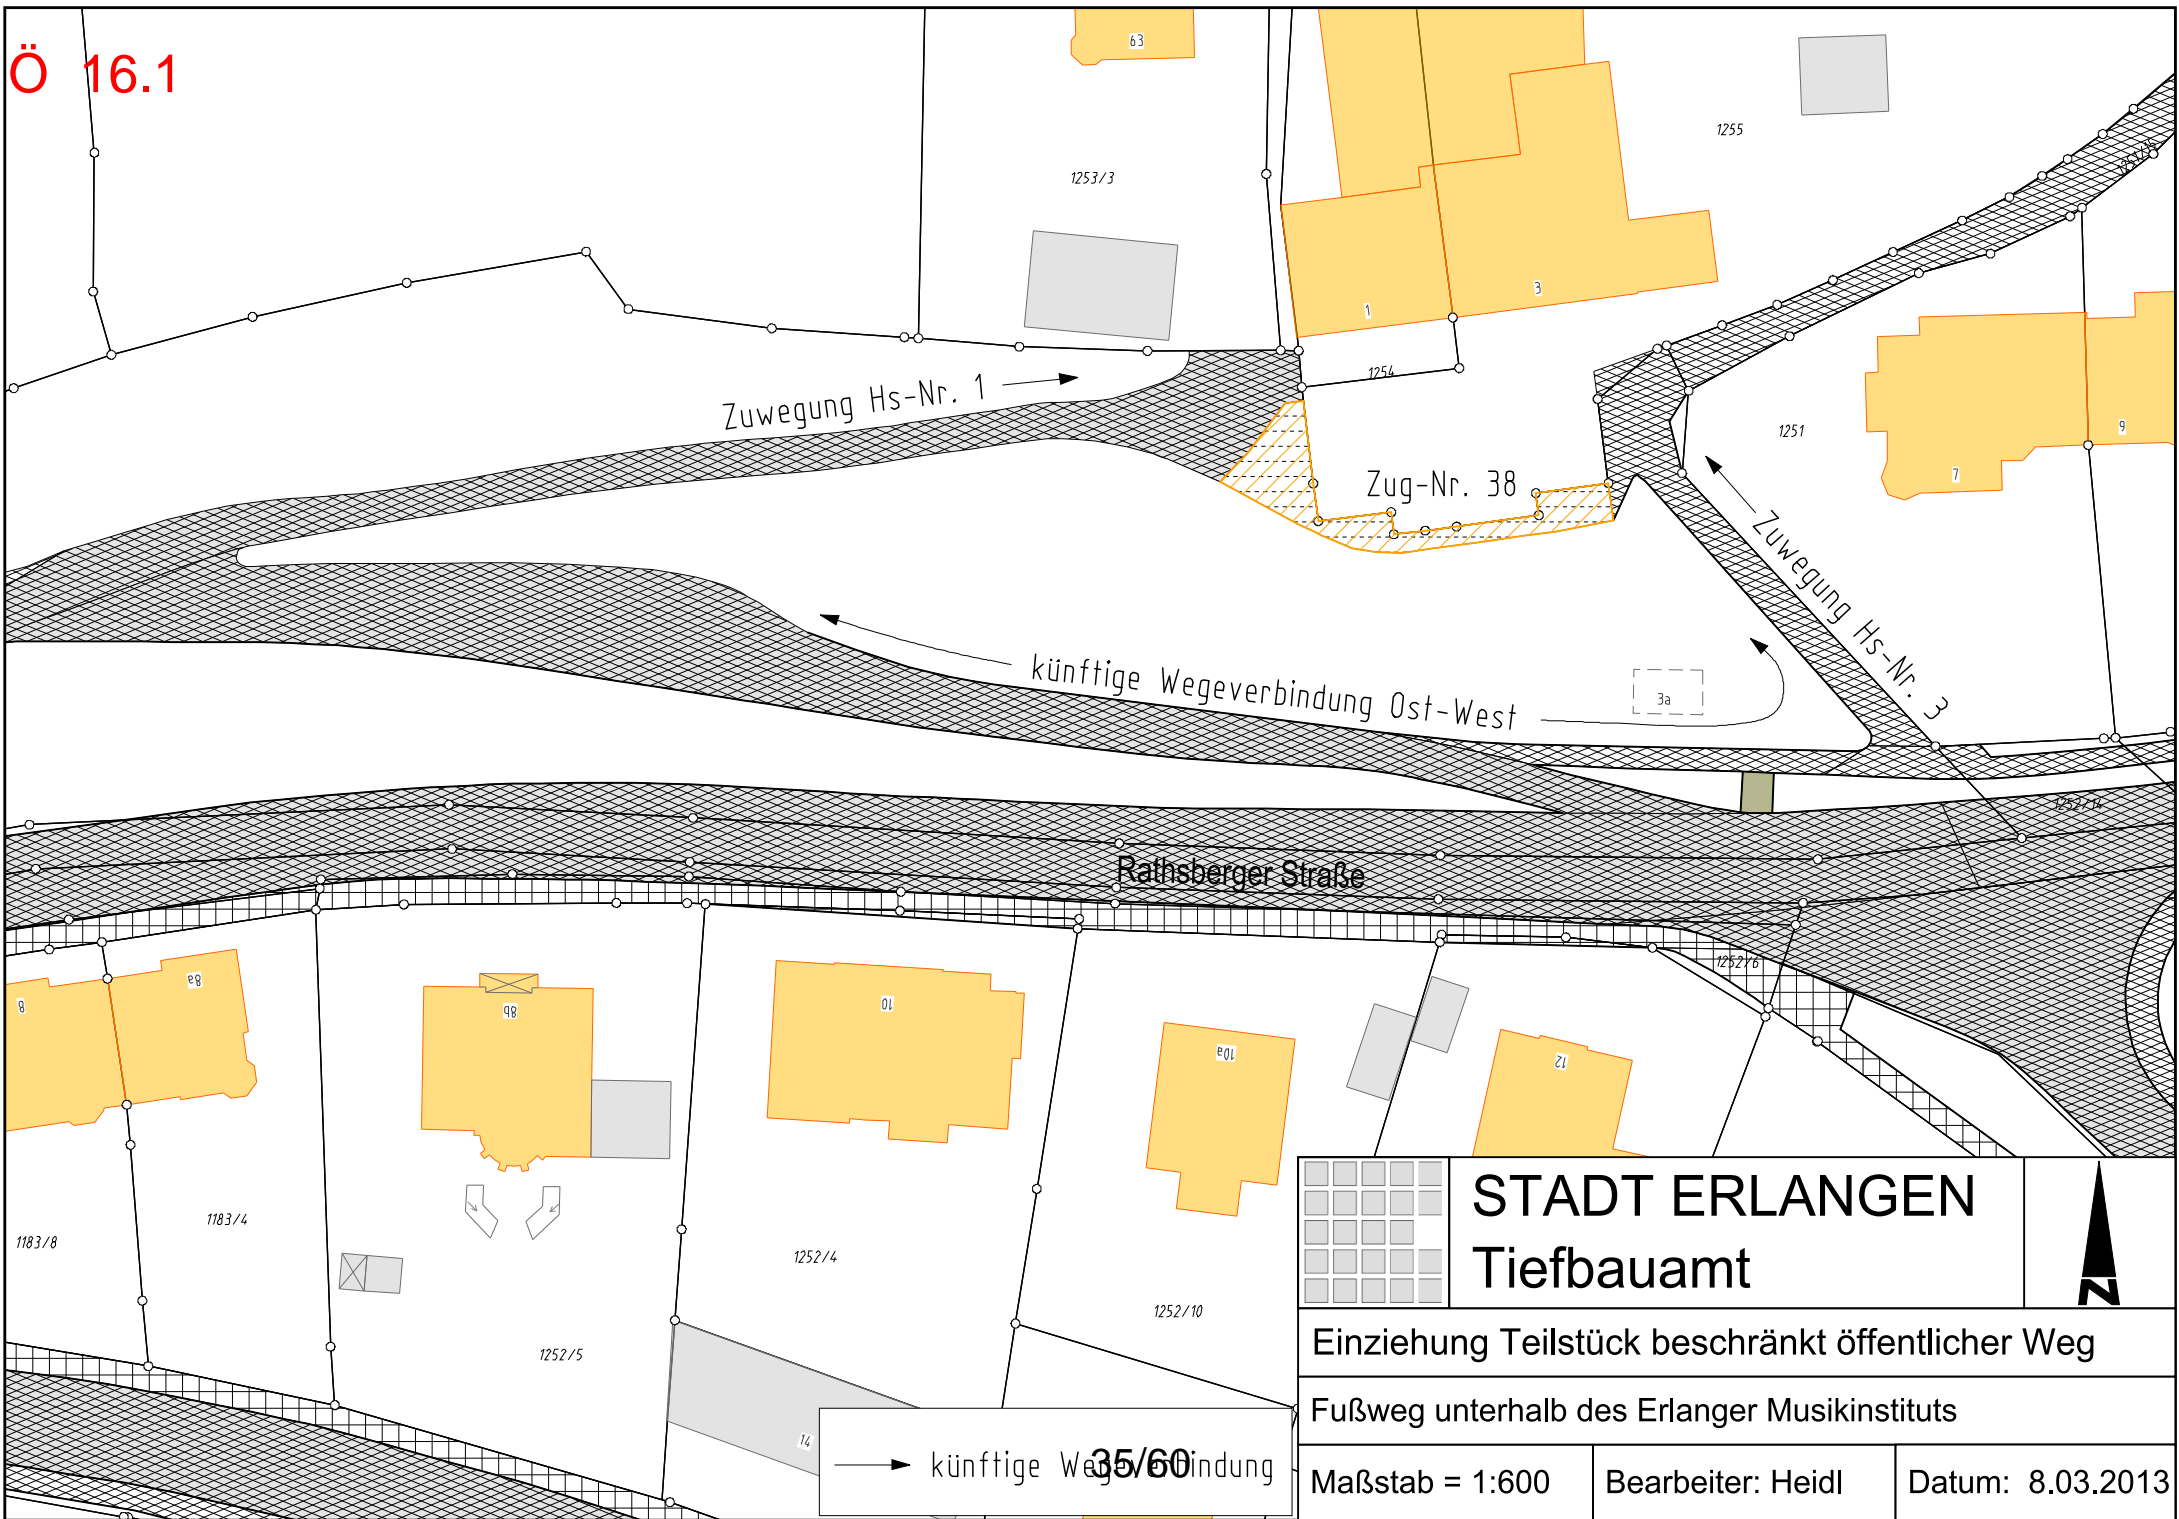 Ö 16.1
63
1255
1253/3
1
3
1254
Zuwegung Hs-Nr. 1
1251
7
9
Zug-Nr. 38
Zuwegung Hs-Nr. 3
künftige Wegeverbindung Ost-West
3a
1252/14
Rathsberger Straße
1252/6
8
8a
8b
10
10a
12
1183/8
1183/4
1252/4
1252/10
1252/5
14
künftige Wegeverbindung
35/60
STADT ERLANGEN
Tiefbauamt
N
Einziehung Teilstück beschränkt öffentlicher Weg
Fußweg unterhalb des Erlanger Musikinstituts
Maßstab = 1:600
Bearbeiter: Heidl
Datum: 8.03.2013